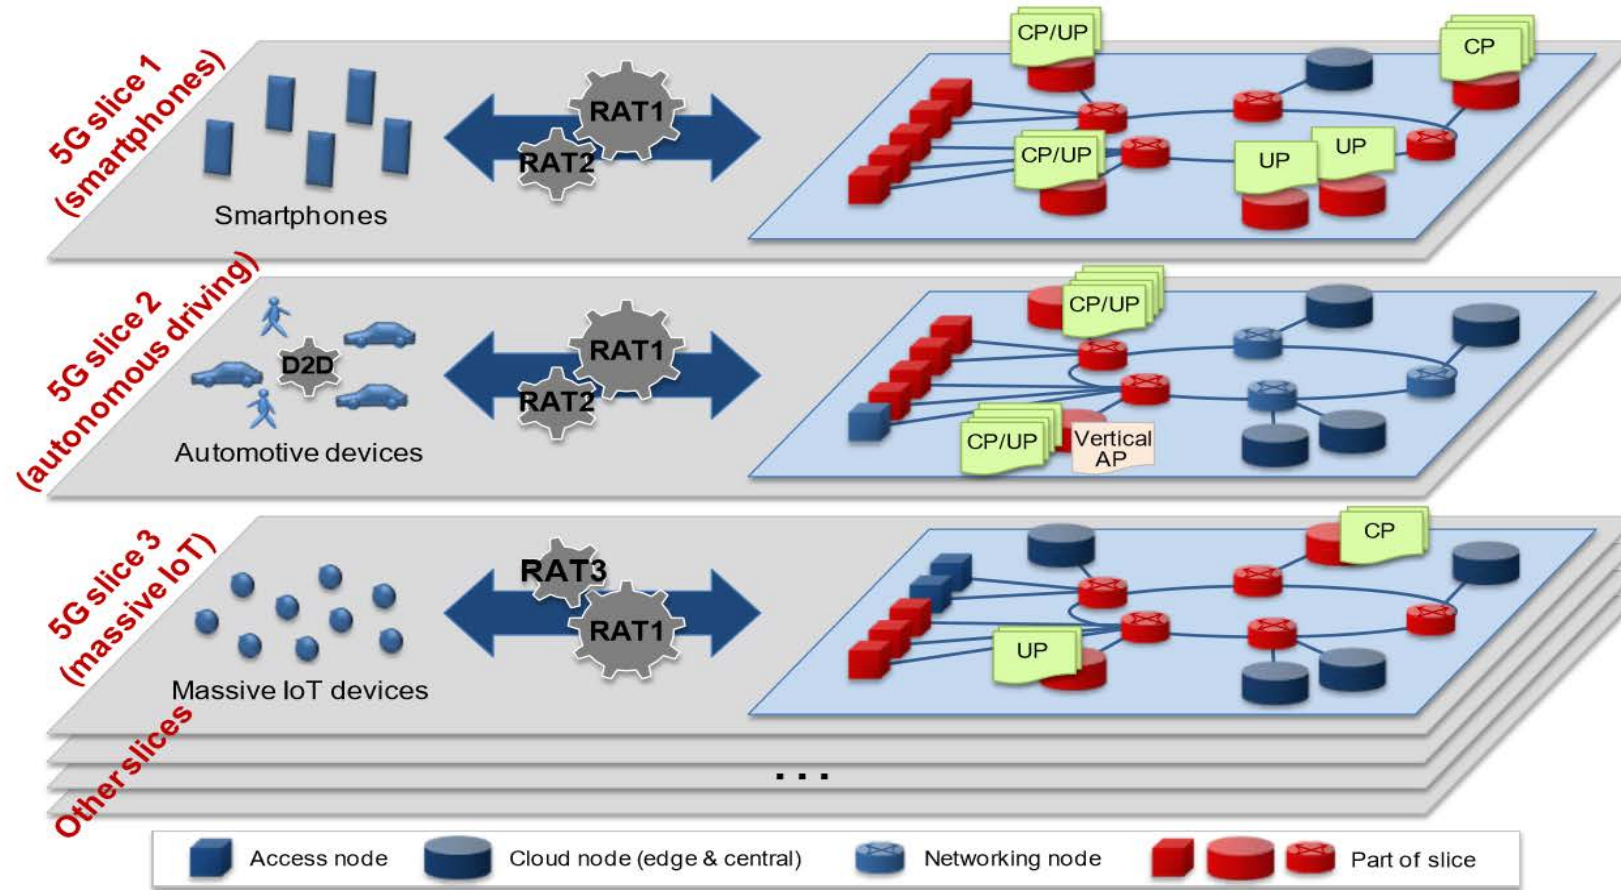 5G slice 1
(smartphones)
Smartphones
RAT1
RAT2
CP/UP
CP
CP/UP
UP
UP
5G slice 2
(autonomous driving)
D2D
Automotive devices
RAT1
RAT2
CP/UP
CP/UP
Vertical
AP
5G slice 3
(massive IoT)
Massive IoT devices
RAT3
RAT1
CP
UP
Other slices
...
Access node
Cloud node (edge & central)
Networking node
Part of slice